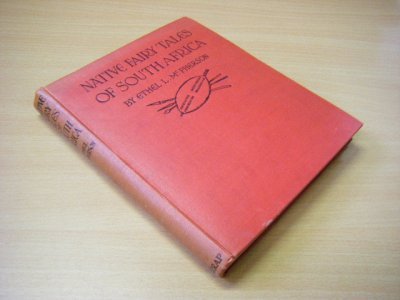 NATIVE FAIRY TALES
OF SOUTH AFRICA
BY ETHEL L. McPHERSON